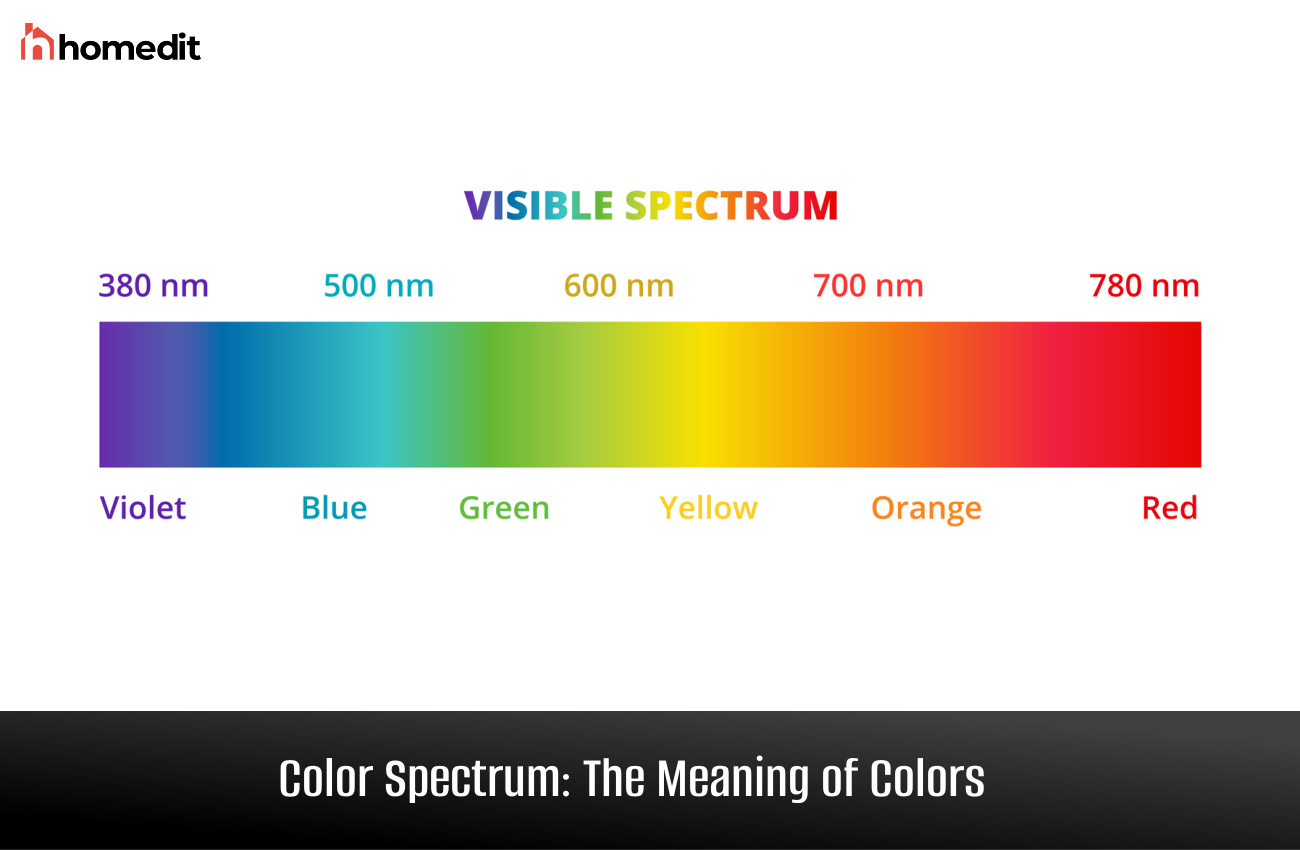 homedit
VISIBLE SPECTRUM
380 nm 500 nm 600 nm 700 nm 780 nm
Violet Blue Green Yellow Orange Red
Color Spectrum: The Meaning of Colors